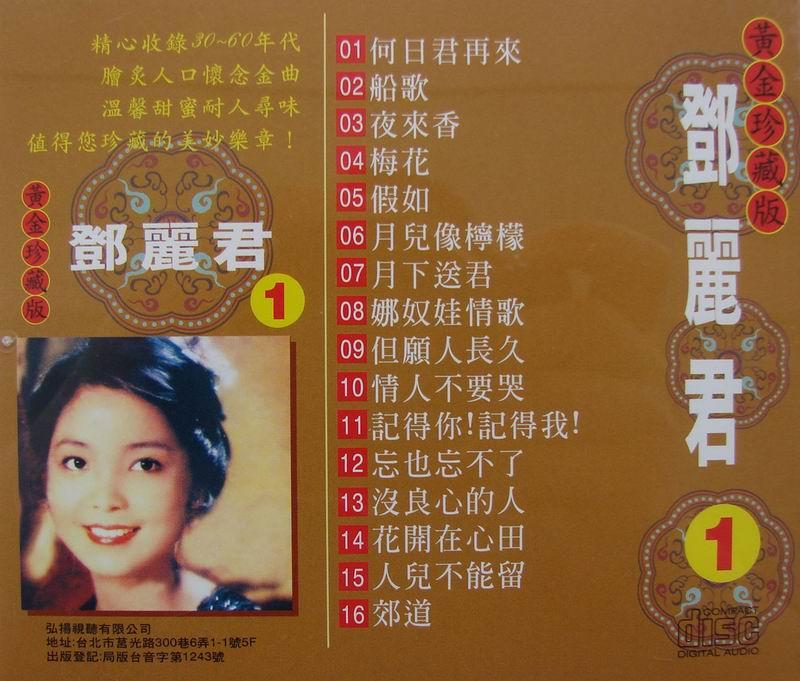 精心收錄30~60年代
膾炙人口懷念金曲
溫馨甜蜜耐人尋味
值得您珍藏的美妙樂章！
黃金珍藏版
鄧麗君
1
弘揚視聽有限公司
地址:台北市莒光路300巷6弄1-1號5F
出版登記:局版台音字第1243號
01 何日君再來
02 船歌
03 夜來香
04 梅花
05 假如
06 月兒像檸檬
07 月下送君
08 娜奴娃情歌
09 但願人長久
10 情人不要哭
11 記得你!記得我!
12 忘也忘不了
13 沒良心的人
14 花開在心田
15 人兒不能留
16 郊道
黃金珍藏版
鄧麗君
1
COMPACT
disc
DIGITAL AUDIO